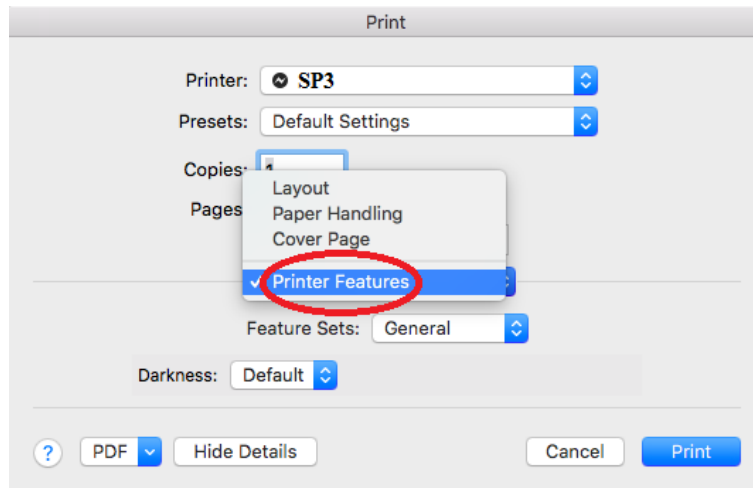 Print
Printer: SP3
Presets: Default Settings
Copies: 1
Pages
Layout
Paper Handling
Cover Page
Printer Features
Feature Sets: General
Darkness: Default
? PDF Hide Details Cancel Print